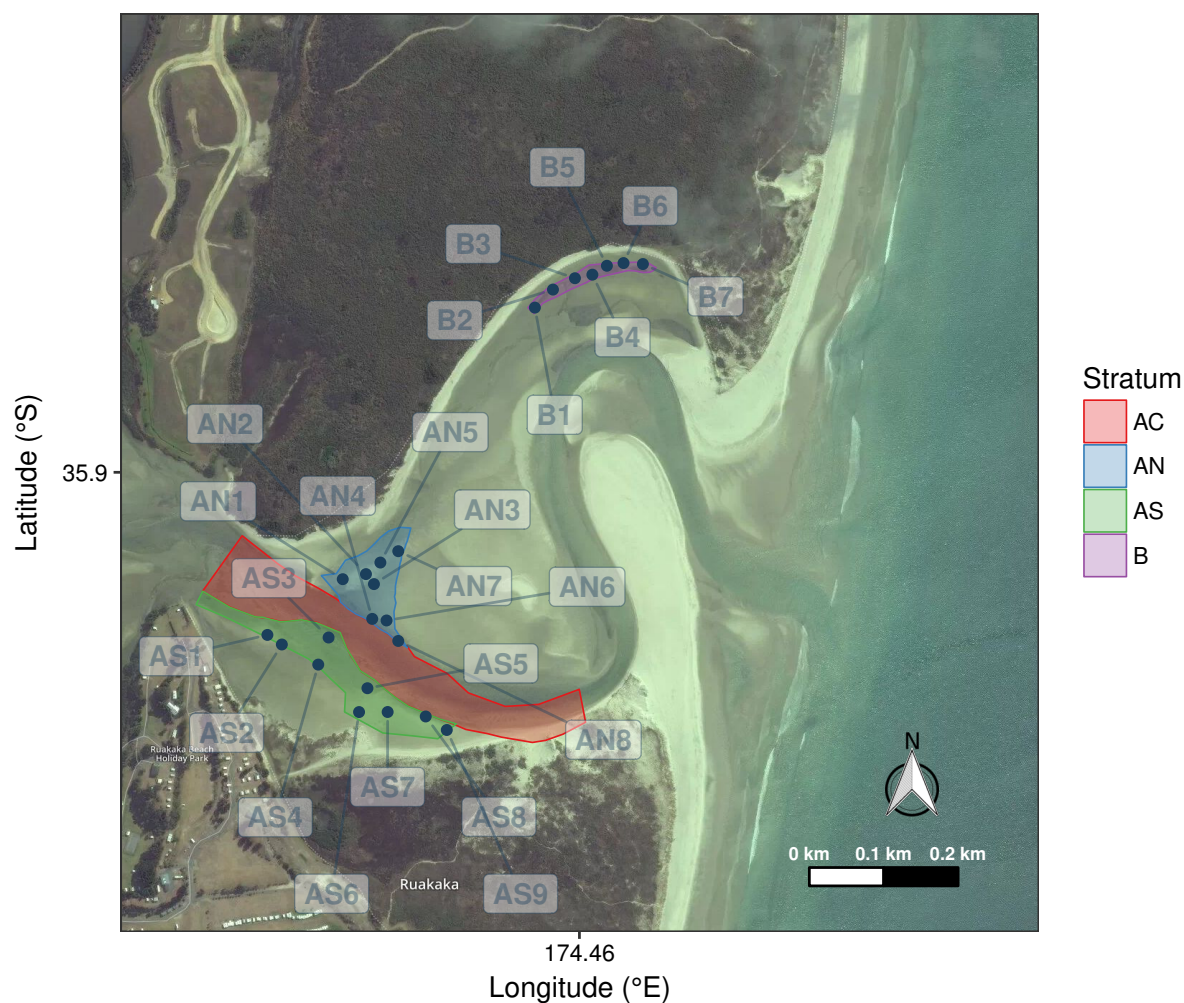 B5
B6
B3
B7
B2
B4
B1
AN2
AN5
AN1
AN4
AN3
AS3
AN7
AN6
AS1
AS5
AS2
AN8
AS7
AS4
AS8
AS6
AS9
Ruakaka Beach
Holiday Park
Ruakaka
N
0 km 0.1 km 0.2 km
35.9
Latitude (°S)
174.46
Longitude (°E)
Stratum
AC
AN
AS
B